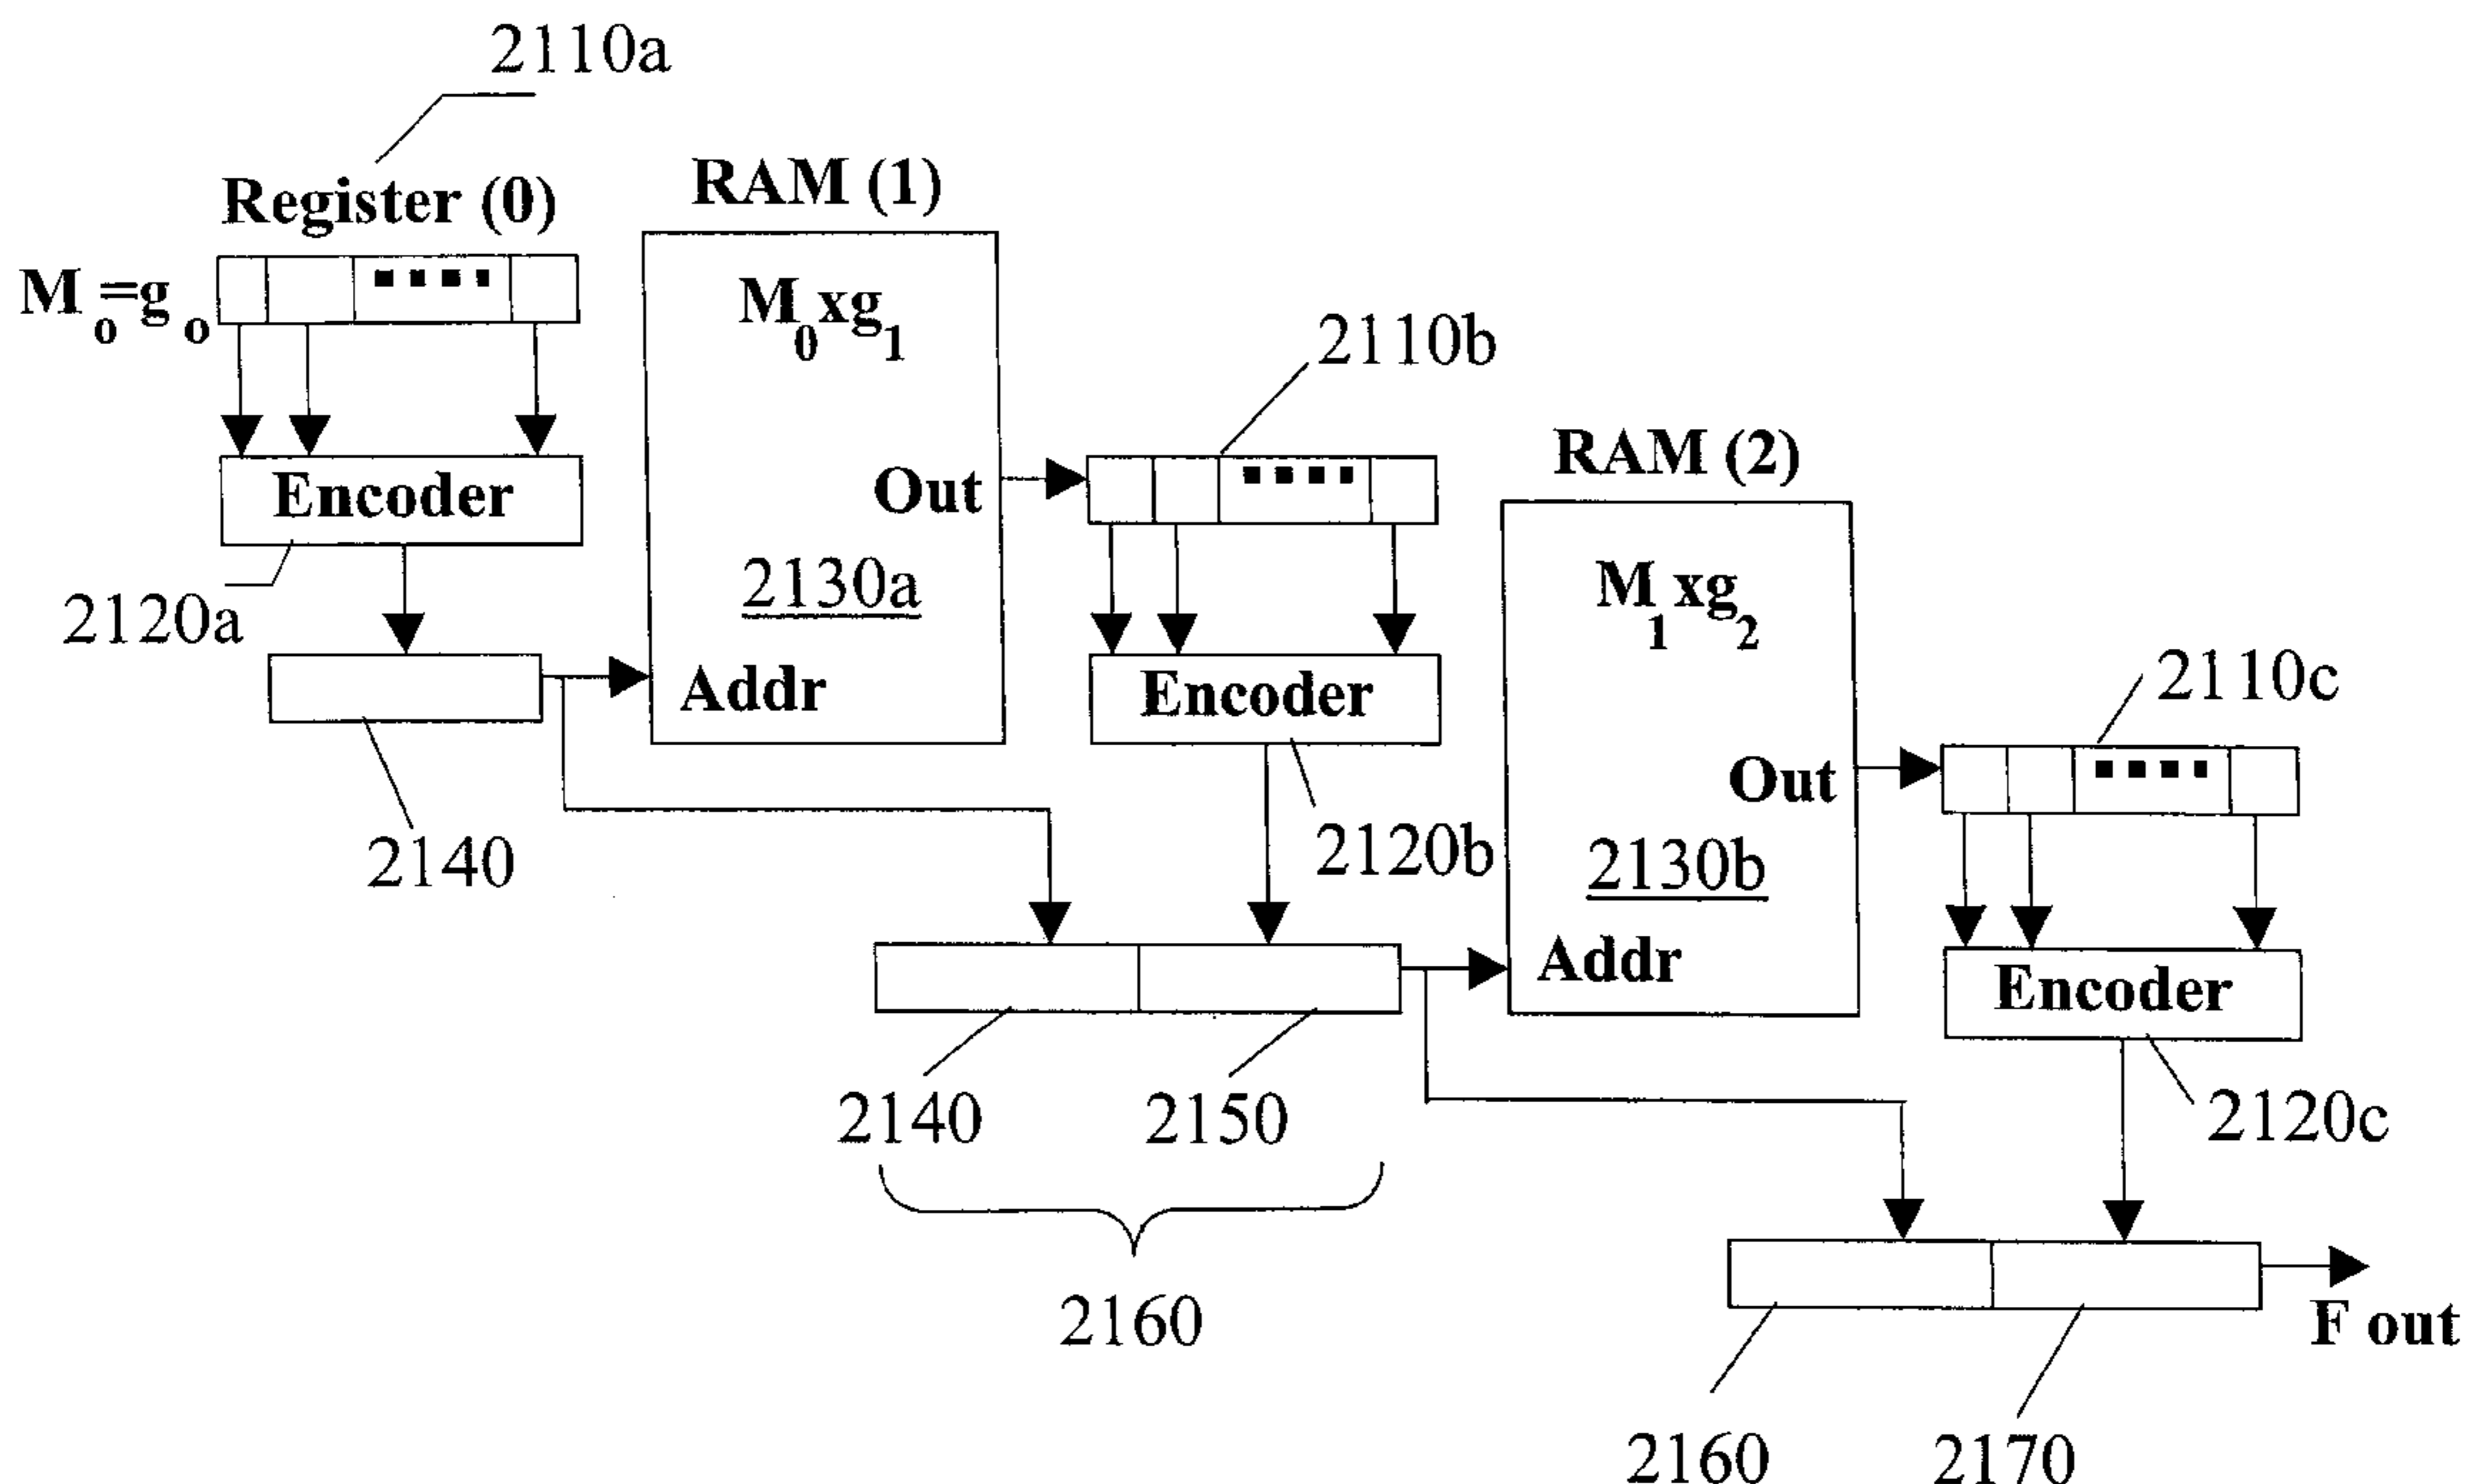 2110a
Register (0)
RAM (1)
M₀=g₀
M₀xg₁
2110b
RAM (2)
Encoder
Out
2130a
M₁xg₂
2120a
Addr
Encoder
2110c
Out
2140
2120b
2130b
Addr
Encoder
2140 2150
2120c
2160
F out
2160 2170